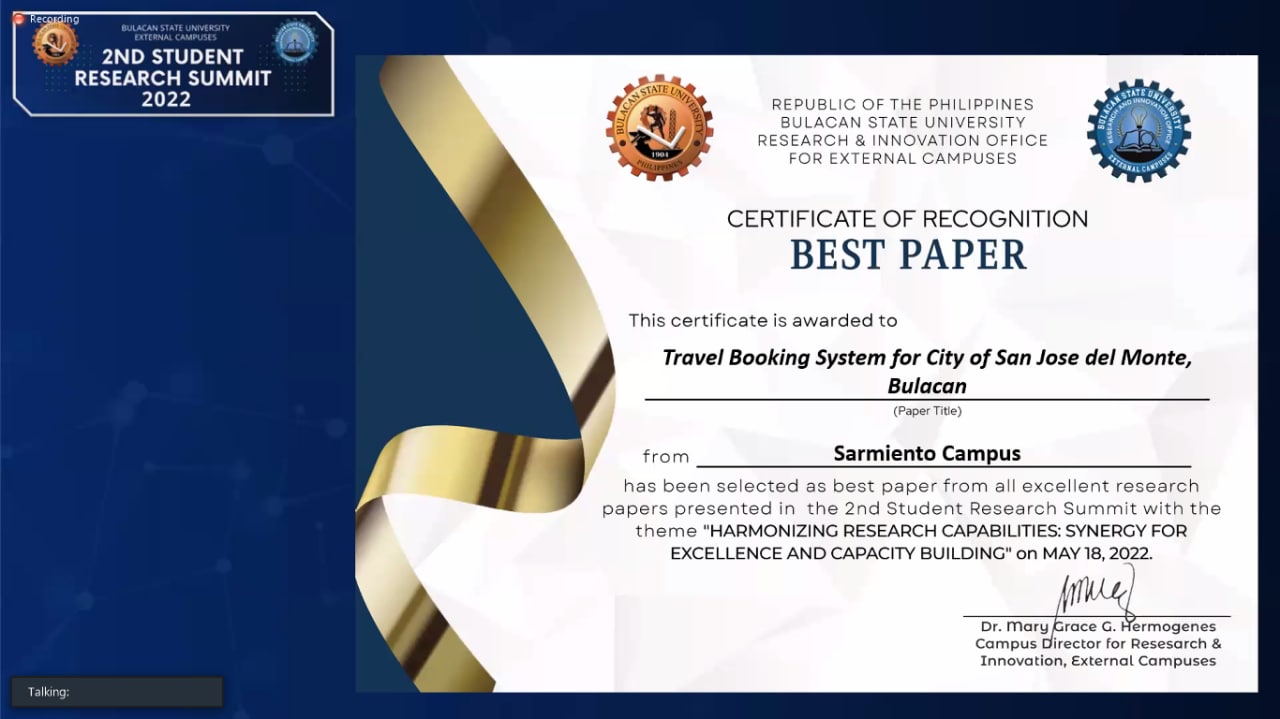 Recording
BULACAN STATE UNIVERSITY
EXTERNAL CAMPUSES
2ND STUDENT
RESEARCH SUMMIT
2022
BULACAN STATE UNIVERSITY
1904
PHILIPPINES
REPUBLIC OF THE PHILIPPINES
BULACAN STATE UNIVERSITY
RESEARCH & INNOVATION OFFICE
FOR EXTERNAL CAMPUSES
BULACAN STATE UNIVERSITY
RESEARCH AND INNOVATION OFFICE
EXTERNAL CAMPUSES
CERTIFICATE OF RECOGNITION
BEST PAPER
This certificate is awarded to
Travel Booking System for City of San Jose del Monte,
Bulacan
(Paper Title)
from Sarmiento Campus
has been selected as best paper from all excellent research
papers presented in the 2nd Student Research Summit with the
theme "HARMONIZING RESEARCH CAPABILITIES: SYNERGY FOR
EXCELLENCE AND CAPACITY BUILDING" on MAY 18, 2022.
Dr. Mary Grace G. Hermogenes
Campus Director for Research &
Innovation, External Campuses
Talking: